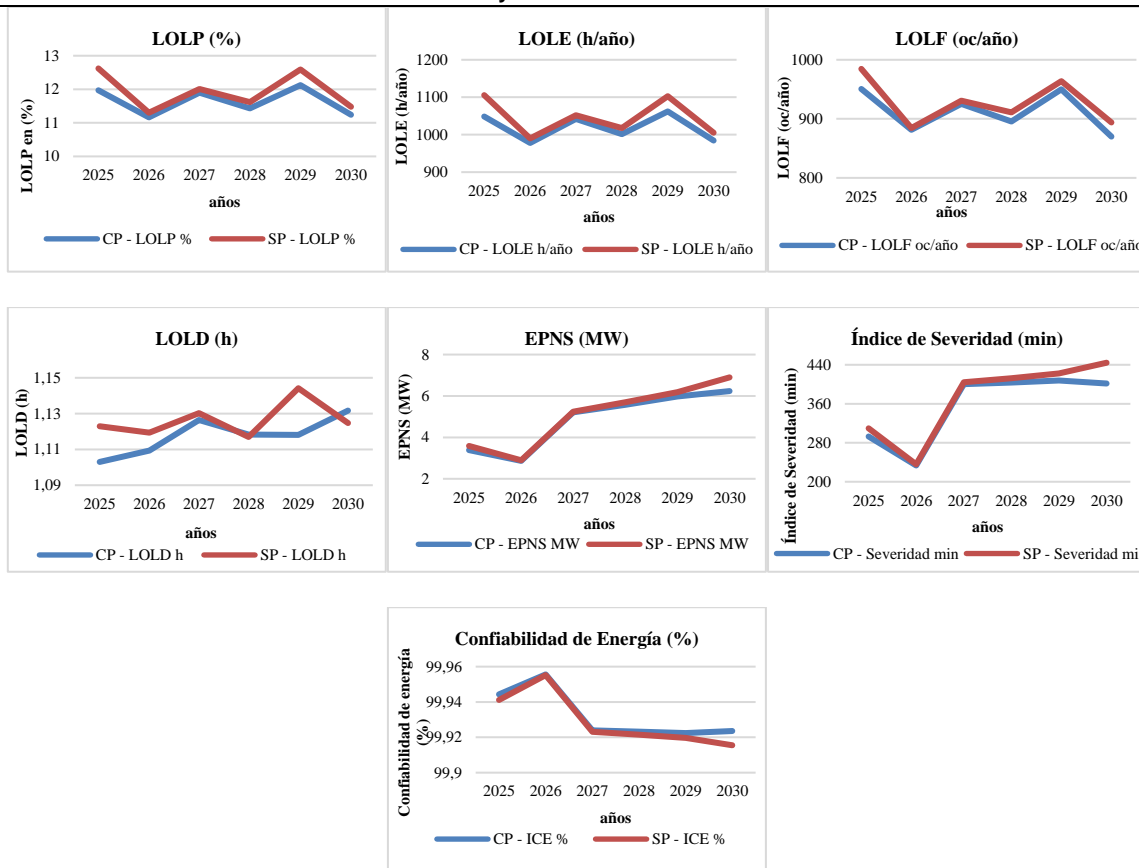 LOLP (%)
LOLP en (%)
13
12
11
10
2025 2026 2027 2028 2029 2030
años
CP - LOLP % SP - LOLP %
LOLE (h/año)
LOLE (h/año)
1200
1100
1000
900
2025 2026 2027 2028 2029 2030
años
CP - LOLE h/año SP - LOLE h/año
LOLF (oc/año)
LOLF (oc/año)
1000
900
800
2025 2026 2027 2028 2029 2030
años
CP - LOLF oc/año SP - LOLF oc/año
LOLD (h)
LOLD (h)
1,15
1,13
1,11
1,09
2025 2026 2027 2028 2029 2030
años
CP - LOLD h SP - LOLD h
EPNS (MW)
EPNS (MW)
8
6
4
2
2025 2026 2027 2028 2029 2030
años
CP - EPNS MW SP - EPNS MW
Índice de Severidad (min)
Índice de Severidad (min)
440
360
280
200
2025 2026 2027 2028 2029 2030
años
CP - Severidad min SP - Severidad mi
Confiabilidad de Energía (%)
Confiabilidad de energía
(%)
99,96
99,94
99,92
99,9
2025 2026 2027 2028 2029 2030
años
CP - ICE % SP - ICE %